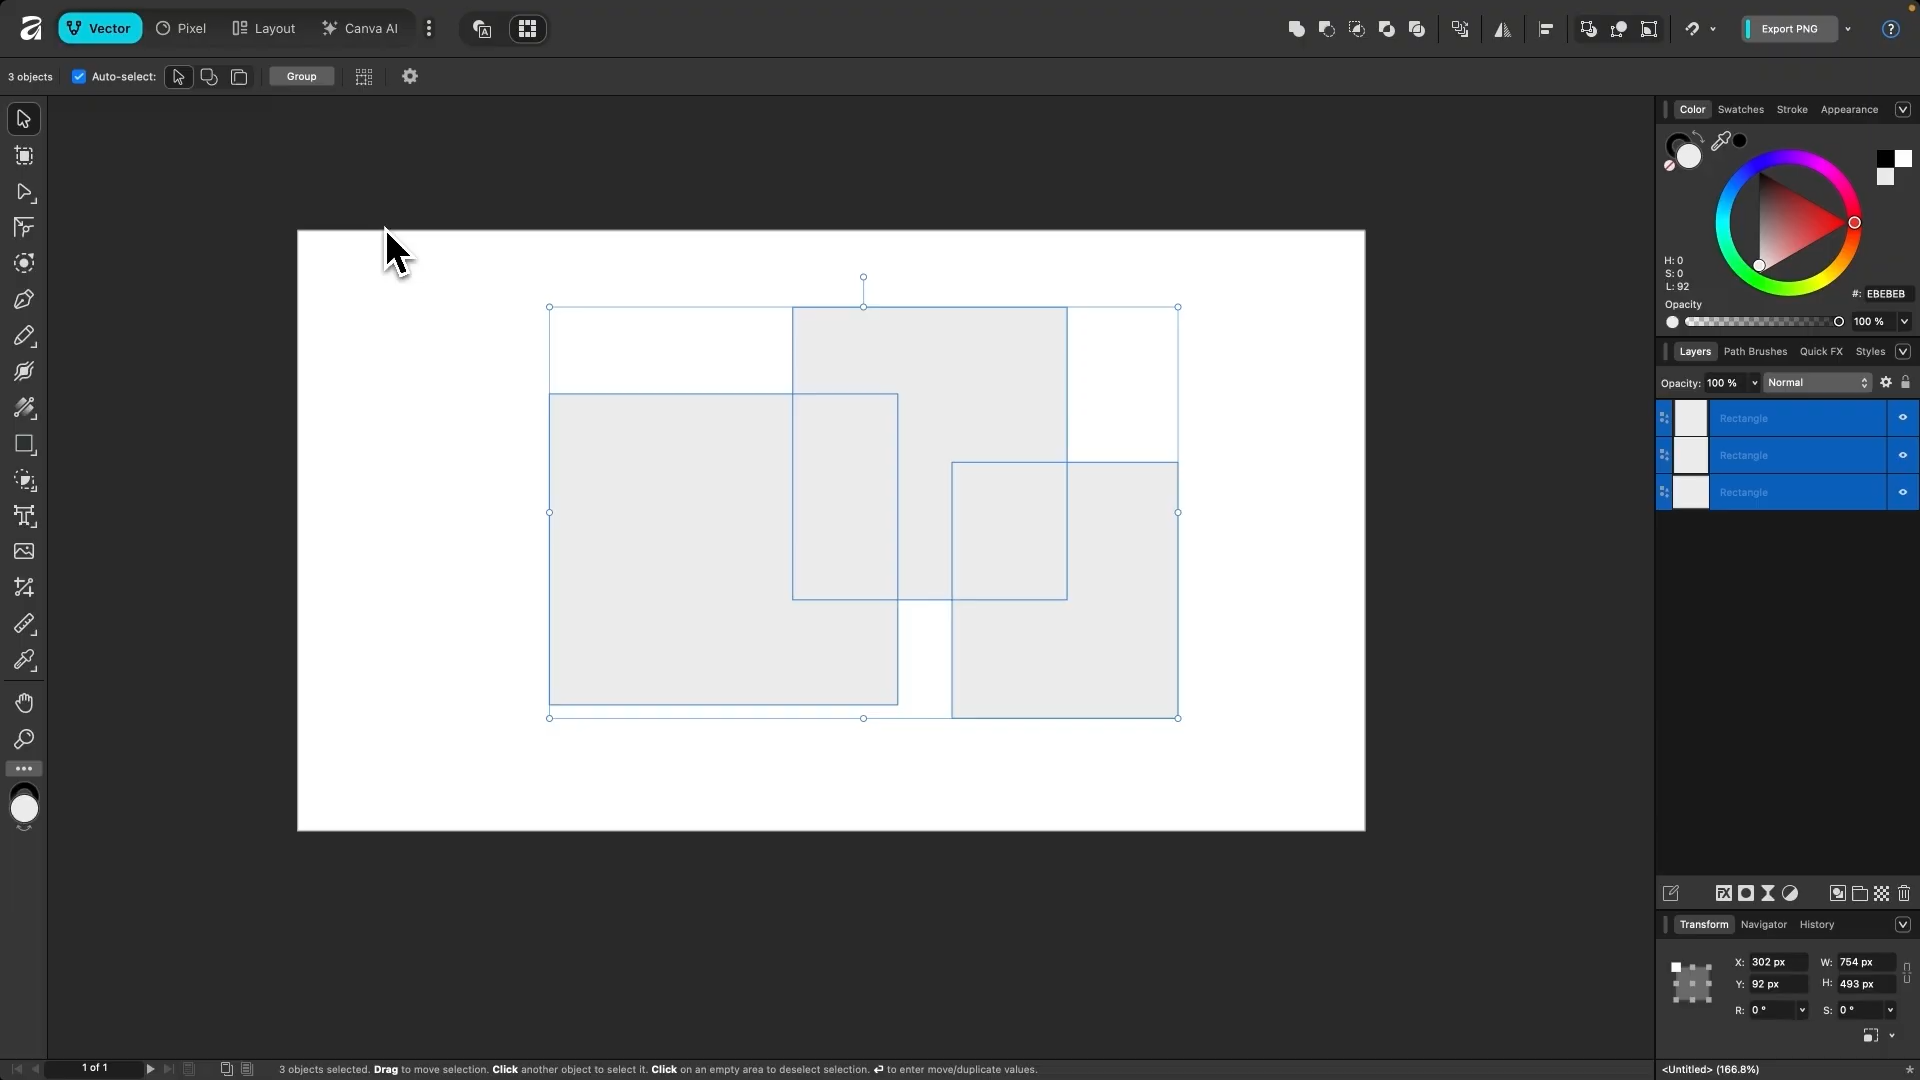 Vector Pixel Layout Canva AI Export PNG
3 objects Auto-select: Group
Color Swatches Stroke Appearance
H: 0
S: 0
L: 92
#: EBEBEB
Opacity
100 %
Layers Path Brushes Quick FX Styles
Opacity: 100 % Normal
Rectangle
Rectangle
Rectangle
Transform Navigator History
X: 302 px W: 754 px
Y: 92 px H: 493 px
R: 0 ° S: 0 °
1 of 1 3 objects selected. Drag to move selection. Click another object to select it. Click on an empty area to deselect selection. ↵ to enter move/duplicate values. <Untitled> (166.8%)